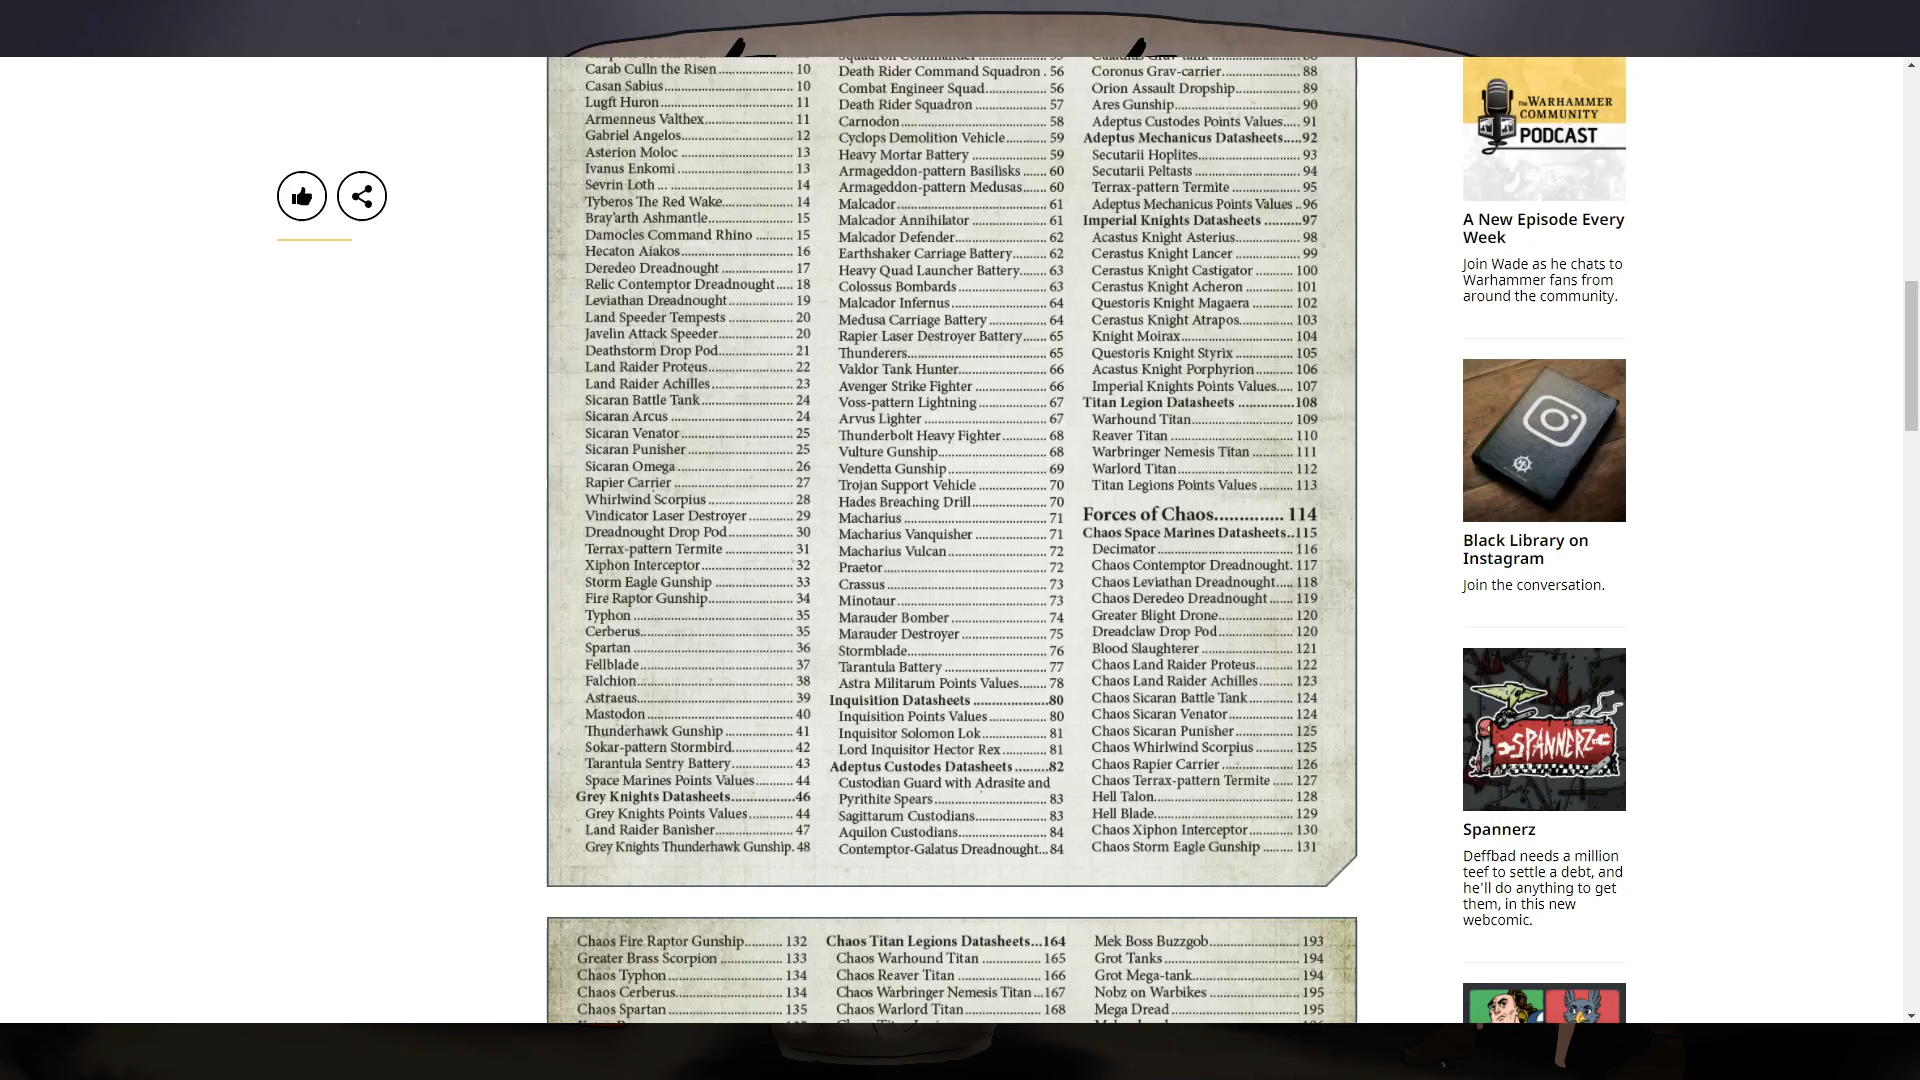 Carab Culln the Risen ..................... 10
Casan Sabius..................................... 10
Lugft Huron...................................... 11
Armenneus Valthex.......................... 11
Gabriel Angelos................................ 12
Asterion Moloc ................................ 13
Ivanus Enkomi ................................. 13
Sevrin Loth ... .................................. 14
Tyberos The Red Wake.................... 14
Bray'arth Ashmantle........................ 15
Damocles Command Rhino ........... 15
Hecaton Aiakos................................. 16
Deredeo Dreadnought ..................... 17
Relic Contemptor Dreadnought ..... 18
Leviathan Dreadnought................... 19
Land Speeder Tempests ................... 20
Javelin Attack Speeder...................... 20
Deathstorm Drop Pod...................... 21
Land Raider Proteus......................... 22
Land Raider Achilles........................ 23
Sicaran Battle Tank ........................... 24
Sicaran Arcus .................................... 24
Sicaran Venator ................................ 25
Sicaran Punisher ............................... 25
Sicaran Omega .................................. 26
Rapier Carrier ................................... 27
Whirlwind Scorpius ......................... 28
Vindicator Laser Destroyer ............. 29
Dreadnought Drop Pod ................... 30
Terrax-pattern Termite .................... 31
Xiphon Interceptor........................... 32
Storm Eagle Gunship ....................... 33
Fire Raptor Gunship......................... 34
Typhon ............................................... 35
Cerberus............................................. 35
Spartan ............................................... 36
Fellblade............................................. 37
Falchion.............................................. 38
Astraeus.............................................. 39
Mastodon ........................................... 40
Thunderhawk Gunship .................... 41
Sokar-pattern Stormbird.................. 42
Tarantula Sentry Battery.................. 43
Space Marines Points Values........... 44
Grey Knights Datasheets................46
Grey Knights Points Values............. 44
Land Raider Banisher....................... 47
Grey Knights Thunderhawk Gunship. 48
Death Rider Command Squadron . 56
Combat Engineer Squad.................. 56
Death Rider Squadron ..................... 57
Carnodon ........................................... 58
Cyclops Demolition Vehicle............ 59
Heavy Mortar Battery ...................... 59
Armageddon-pattern Basilisks ....... 60
Armageddon-pattern Medusas....... 60
Malcador ............................................ 61
Malcador Annihilator ...................... 61
Malcador Defender........................... 62
Earthshaker Carriage Battery.......... 62
Heavy Quad Launcher Battery........ 63
Colossus Bombards .......................... 63
Malcador Infernus ............................ 64
Medusa Carriage Battery ................. 64
Rapier Laser Destroyer Battery....... 65
Thunderers......................................... 65
Valdor Tank Hunter.......................... 66
Avenger Strike Fighter ..................... 66
Voss-pattern Lightning .................... 67
Arvus Lighter .................................... 67
Thunderbolt Heavy Fighter............. 68
Vulture Gunship................................ 68
Vendetta Gunship ............................. 69
Trojan Support Vehicle .................... 70
Hades Breaching Drill...................... 70
Macharius .......................................... 71
Macharius Vanquisher ..................... 71
Macharius Vulcan ............................. 72
Praetor................................................ 72
Crassus ............................................... 73
Minotaur ............................................ 73
Marauder Bomber ............................ 74
Marauder Destroyer ......................... 75
Stormblade......................................... 76
Tarantula Battery .............................. 77
Astra Militarum Points Values........ 78
Inquisition Datasheets ...................80
Inquisition Points Values ................. 80
Inquisitor Solomon Lok................... 81
Lord Inquisitor Hector Rex ............. 81
Adeptus Custodes Datasheets .........82
Custodian Guard with Adrasite and
Pyrithite Spears ................................. 83
Sagittarum Custodians..................... 83
Aquilon Custodians.......................... 84
Contemptor-Galatus Dreadnought... 84
Coronus Grav-carrier....................... 88
Orion Assault Dropship................... 89
Ares Gunship..................................... 90
Adeptus Custodes Points Values..... 91
Adeptus Mechanicus Datasheets.....92
Secutarii Hoplites.............................. 93
Secutarii Peltasts ............................... 94
Terrax-pattern Termite .................... 95
Adeptus Mechanicus Points Values .. 96
Imperial Knights Datasheets ..........97
Acastus Knight Asterius................... 98
Cerastus Knight Lancer ................... 99
Cerastus Knight Castigator ........... 100
Cerastus Knight Acheron .............. 101
Questoris Knight Magaera ............ 102
Cerastus Knight Atrapos................ 103
Knight Moirax................................. 104
Questoris Knight Styrix ................. 105
Acastus Knight Porphyrion ........... 106
Imperial Knights Points Values..... 107
Titan Legion Datasheets ...............108
Warhound Titan.............................. 109
Reaver Titan .................................... 110
Warbringer Nemesis Titan ............ 111
Warlord Titan .................................. 112
Titan Legions Points Values .......... 113
Forces of Chaos.............. 114
Chaos Space Marines Datasheets..115
Decimator ........................................ 116
Chaos Contemptor Dreadnought. 117
Chaos Leviathan Dreadnought..... 118
Chaos Deredeo Dreadnought ....... 119
Greater Blight Drone...................... 120
Dreadclaw Drop Pod...................... 120
Blood Slaughterer ........................... 121
Chaos Land Raider Proteus........... 122
Chaos Land Raider Achilles .......... 123
Chaos Sicaran Battle Tank ............. 124
Chaos Sicaran Venator ................... 124
Chaos Sicaran Punisher ................. 125
Chaos Whirlwind Scorpius ........... 125
Chaos Rapier Carrier ..................... 126
Chaos Terrax-pattern Termite ...... 127
Hell Talon......................................... 128
Hell Blade......................................... 129
Chaos Xiphon Interceptor............. 130
Chaos Storm Eagle Gunship ......... 131
Chaos Fire Raptor Gunship........... 132
Greater Brass Scorpion .................. 133
Chaos Typhon ................................. 134
Chaos Cerberus............................... 134
Chaos Spartan ................................. 135
Chaos Titan Legions Datasheets...164
Chaos Warhound Titan ................. 165
Chaos Reaver Titan ........................ 166
Chaos Warbringer Nemesis Titan ... 167
Chaos Warlord Titan ...................... 168
Mek Boss Buzzgob.......................... 193
Grot Tanks ....................................... 194
Grot Mega-tank............................... 194
Nobz on Warbikes .......................... 195
Mega Dread ..................................... 195
The WARHAMMER
COMMUNITY
PODCAST
A New Episode Every
Week
Join Wade as he chats to
Warhammer fans from
around the community.
Black Library on
Instagram
Join the conversation.
SPANNERZ
Spannerz
Deffbad needs a million
teef to settle a debt, and
he'll do anything to get
them, in this new
webcomic.